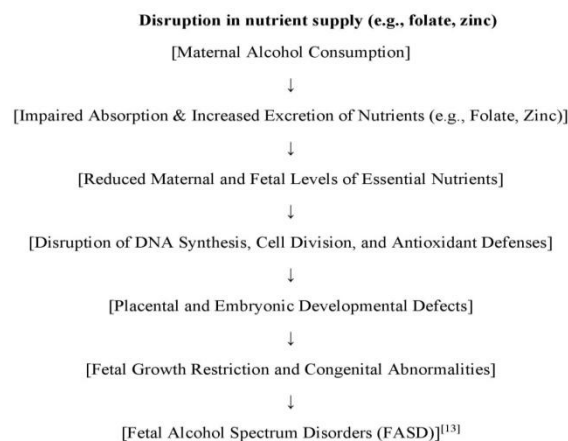 Disruption in nutrient supply (e.g., folate, zinc)
[Maternal Alcohol Consumption]
↓
[Impaired Absorption & Increased Excretion of Nutrients (e.g., Folate, Zinc)]
↓
[Reduced Maternal and Fetal Levels of Essential Nutrients]
↓
[Disruption of DNA Synthesis, Cell Division, and Antioxidant Defenses]
↓
[Placental and Embryonic Developmental Defects]
↓
[Fetal Growth Restriction and Congenital Abnormalities]
↓
[Fetal Alcohol Spectrum Disorders (FASD)][13]